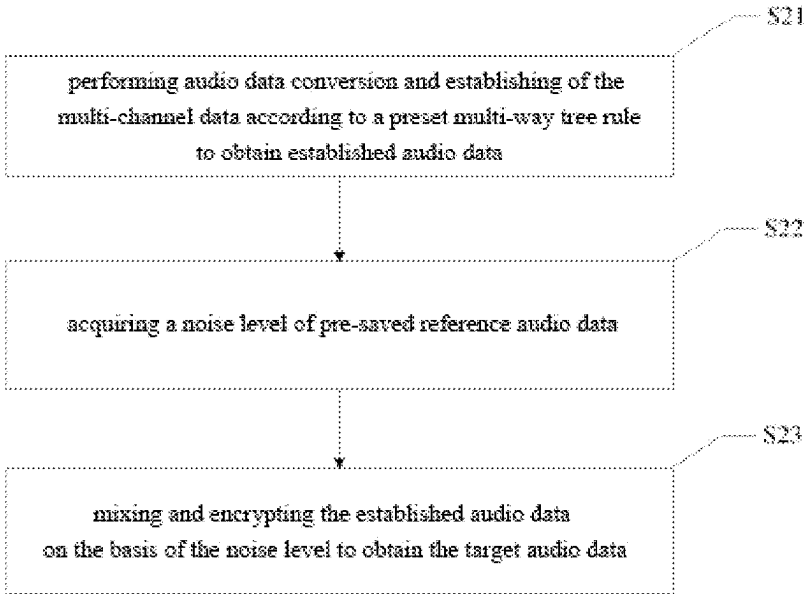 S21
performing audio data conversion and establishing of the
multi-channel data according to a preset multi-way tree rule
to obtain established audio data
S22
acquiring a noise level of pre-saved reference audio data
S23
mixing and encrypting the established audio data
on the basis of the noise level to obtain the target audio data